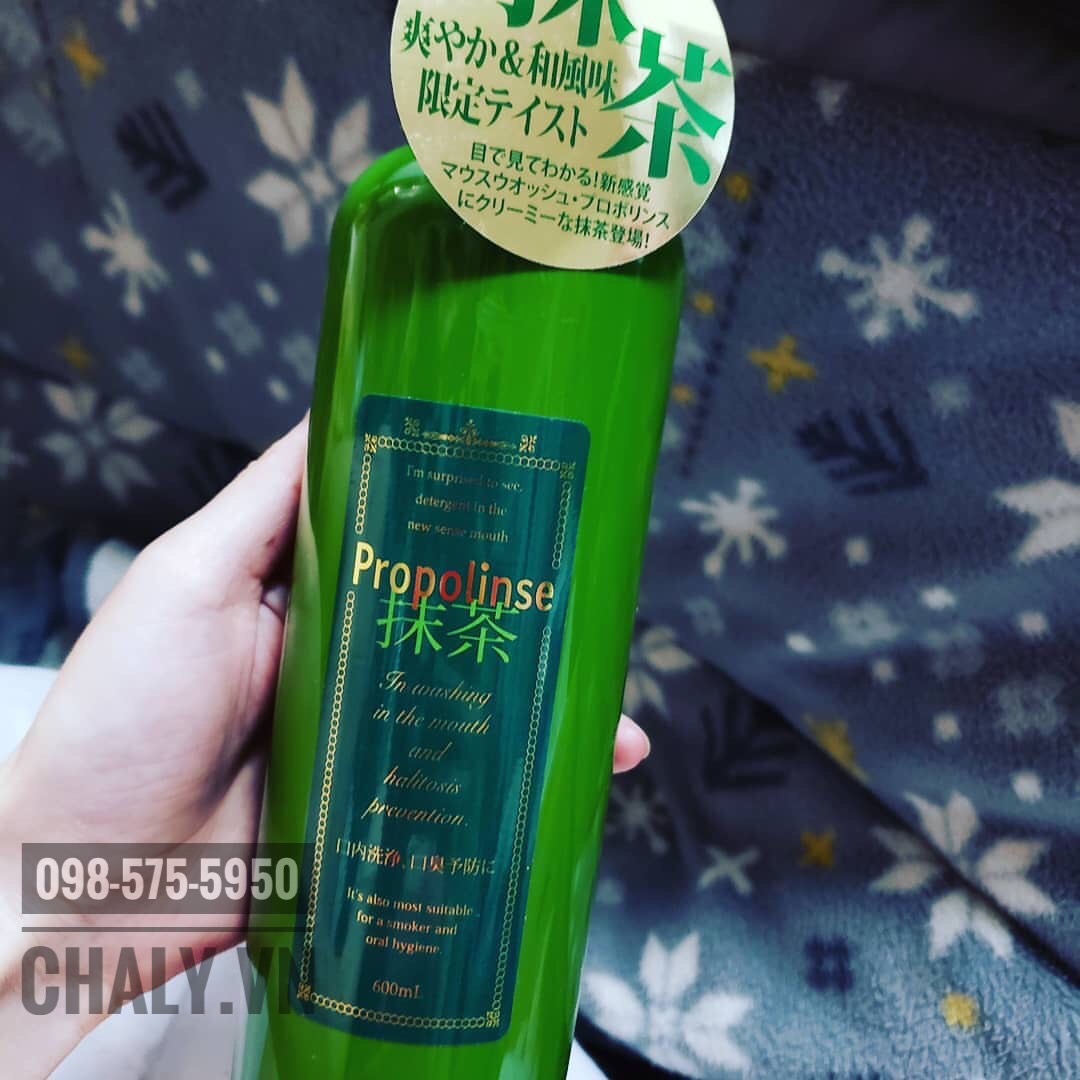 抹茶
爽やか&和風味
限定テイスト
目で見てわかる!新感覚
マウスウオッシュ・プロポリンス
にクリーミーな抹茶登場!
I'm surprised to see,
detergent in the
new sense mouth
Propolinse
抹茶
In washing
in the mouth
and
halitosis
prevention.
口内洗浄、口臭予防に
It's also most suitable
for a smoker and
oral hygiene.
600mL
098-575-5950
CHALY.VN